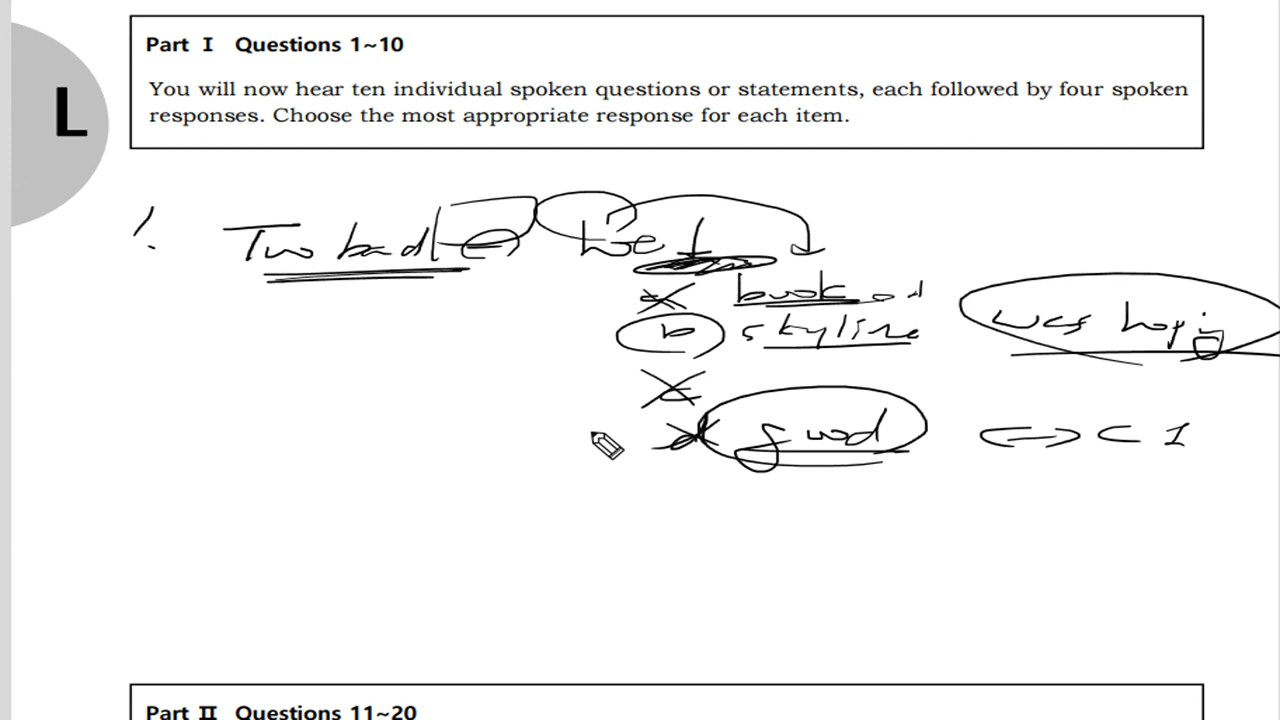 Part Ⅰ Questions 1~10
You will now hear ten individual spoken questions or statements, each followed by four spoken
responses. Choose the most appropriate response for each item.
L
1. Two bad
book
b skyline was hoping
good
Part Ⅱ Questions 11~20